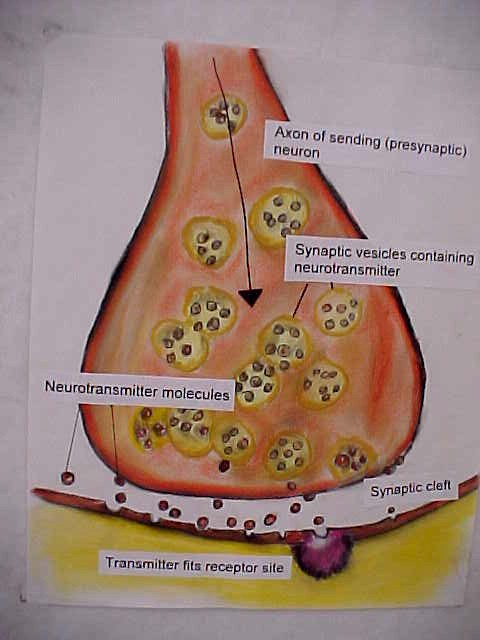 Axon of sending (presynaptic)
neuron
Synaptic vesicles containing
neurotransmitter
Neurotransmitter molecules
Synaptic cleft
Transmitter fits receptor site